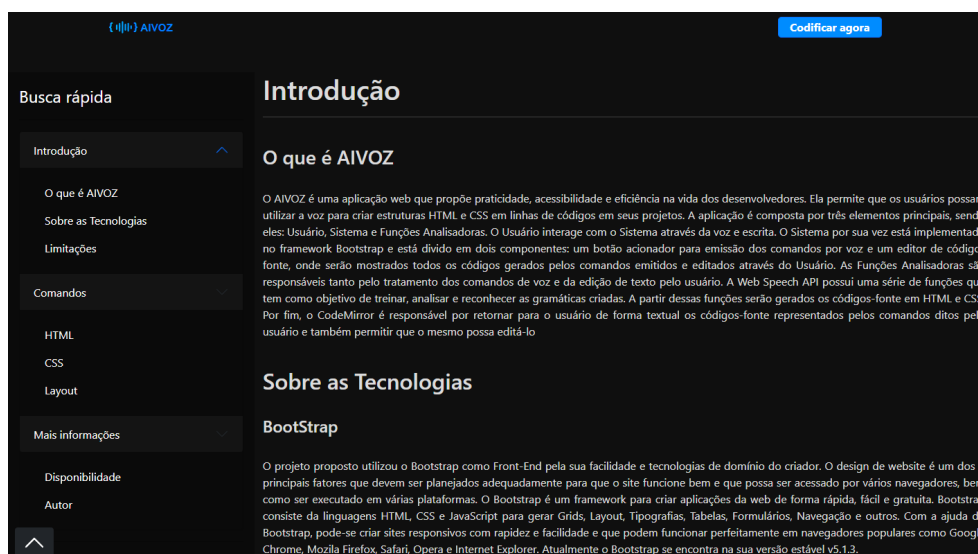 { } AIVOZ
Codificar agora
Busca rápida
Introdução
O que é AIVOZ
Sobre as Tecnologias
Limitações
Comandos
HTML
CSS
Layout
Mais informações
Disponibilidade
Autor
Introdução
O que é AIVOZ
O AIVOZ é uma aplicação web que propõe praticidade, acessibilidade e eficiência na vida dos desenvolvedores. Ela permite que os usuários
utilizar a voz para criar estruturas HTML e CSS em linhas de códigos em seus projetos. A aplicação é composta por três elementos principais,
eles: Usuário, Sistema e Funções Analisadoras. O Usuário interage com o Sistema através da voz e escrita. O Sistema por sua vez está
no framework Bootstrap e está divido em dois componentes: um botão acionador para emissão dos comandos por voz e um editor de
fonte, onde serão mostrados todos os códigos gerados pelos comandos emitidos e editados através do Usuário. As Funções Analisadoras
responsáveis tanto pelo tratamento dos comandos de voz e da edição de texto pelo usuário. A Web Speech API possui uma série de funções
tem como objetivo de treinar, analisar e reconhecer as gramáticas criadas. A partir dessas funções serão gerados os códigos-fonte em HTML e
Por fim, o CodeMirror é responsável por retornar para o usuário de forma textual os códigos-fonte representados pelos comandos ditos
usuário e também permitir que o mesmo possa editá-lo
Sobre as Tecnologias
BootStrap
O projeto proposto utilizou o Bootstrap como Front-End pela sua facilidade e tecnologias de domínio do criador. O design de website é um dos
principais fatores que devem ser planejados adequadamente para que o site funcione bem e que possa ser acessado por vários navegadores,
como ser executado em várias plataformas. O Bootstrap é um framework para criar aplicações da web de forma rápida, fácil e gratuita.
consiste da linguagens HTML, CSS e JavaScript para gerar Grids, Layout, Tipografias, Tabelas, Formulários, Navegação e outros. Com a ajuda
Bootstrap, pode-se criar sites responsivos com rapidez e facilidade e que podem funcionar perfeitamente em navegadores populares como
Chrome, Mozila Firefox, Safari, Opera e Internet Explorer. Atualmente o Bootstrap se encontra na sua versão estável v5.1.3.